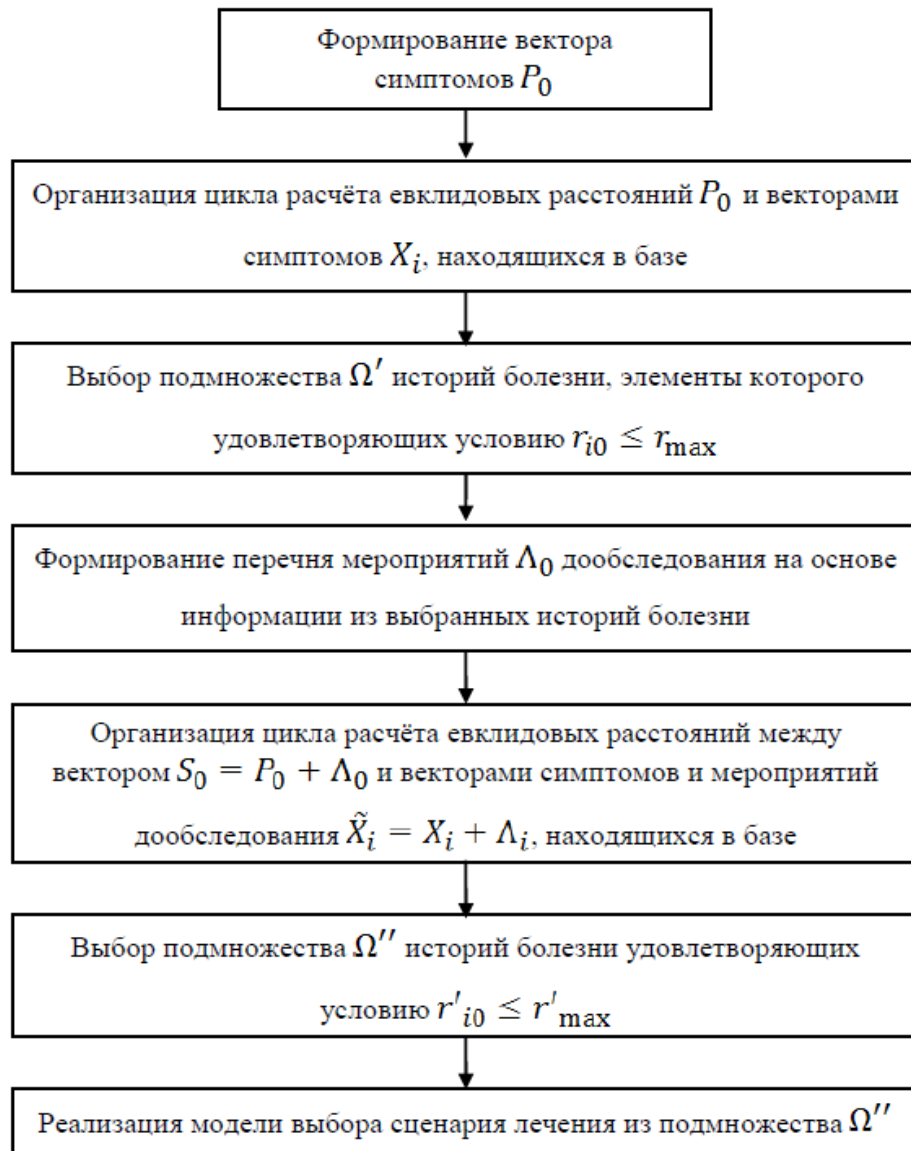 Формирование вектора
симптомов P₀
Организация цикла расчёта евклидовых расстояний P₀ и векторами
симптомов Xᵢ, находящихся в базе
Выбор подмножества Ω′ историй болезни, элементы которого
удовлетворяющих условию rᵢ₀ ≤ rmax
Формирование перечня мероприятий Λ₀ дообследования на основе
информации из выбранных историй болезни
Организация цикла расчёта евклидовых расстояний между
вектором S₀ = P₀ + Λ₀ и векторами симптомов и мероприятий
дообследования X̃ᵢ = Xᵢ + Λᵢ, находящихся в базе
Выбор подмножества Ω′′ историй болезни удовлетворяющих
условию r′ᵢ₀ ≤ r′max
Реализация модели выбора сценария лечения из подмножества Ω′′